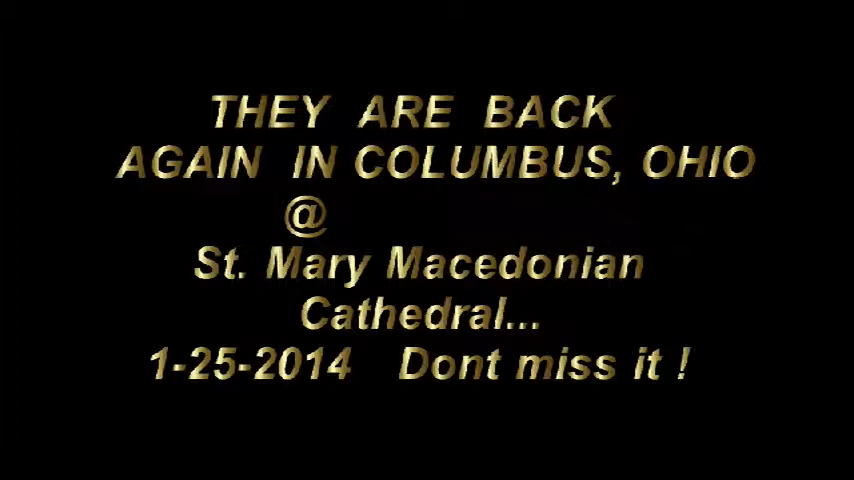 THEY ARE BACK
AGAIN IN COLUMBUS, OHIO
@
St. Mary Macedonian
Cathedral...
1-25-2014 Dont miss it !